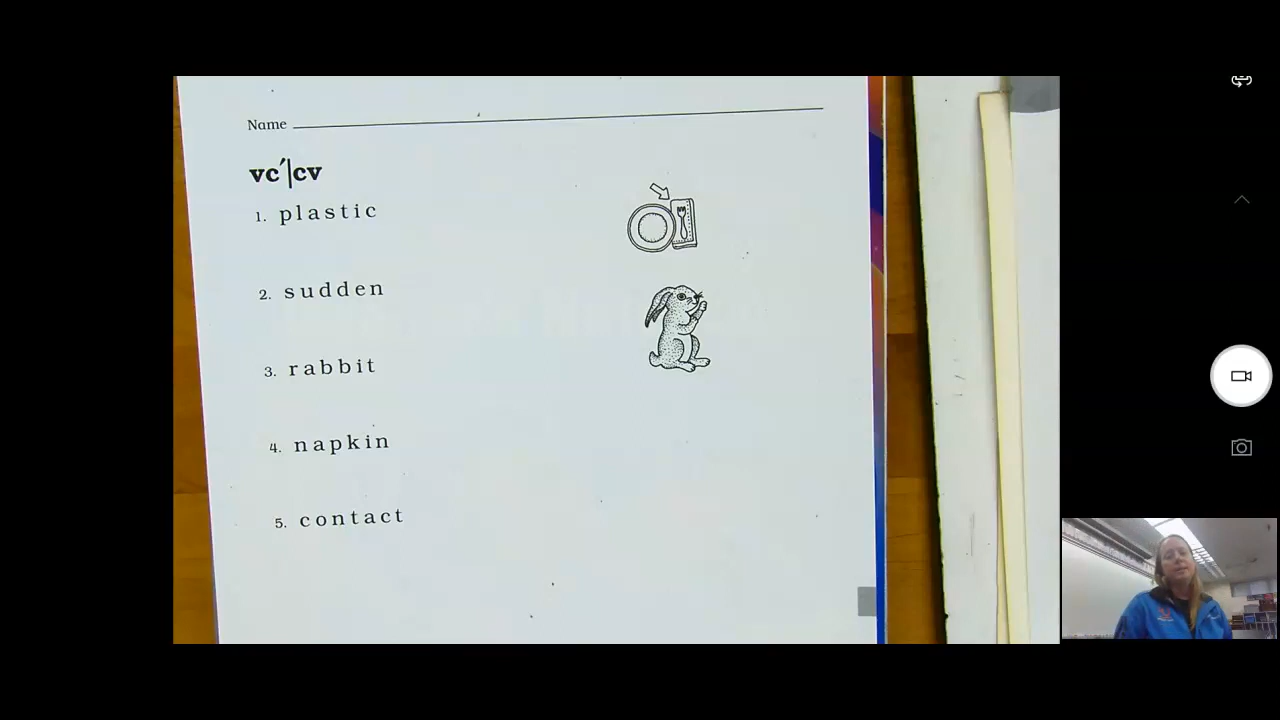 Name
vc′|cv
1. plastic
2. sudden
3. rabbit
4. napkin
5. contact